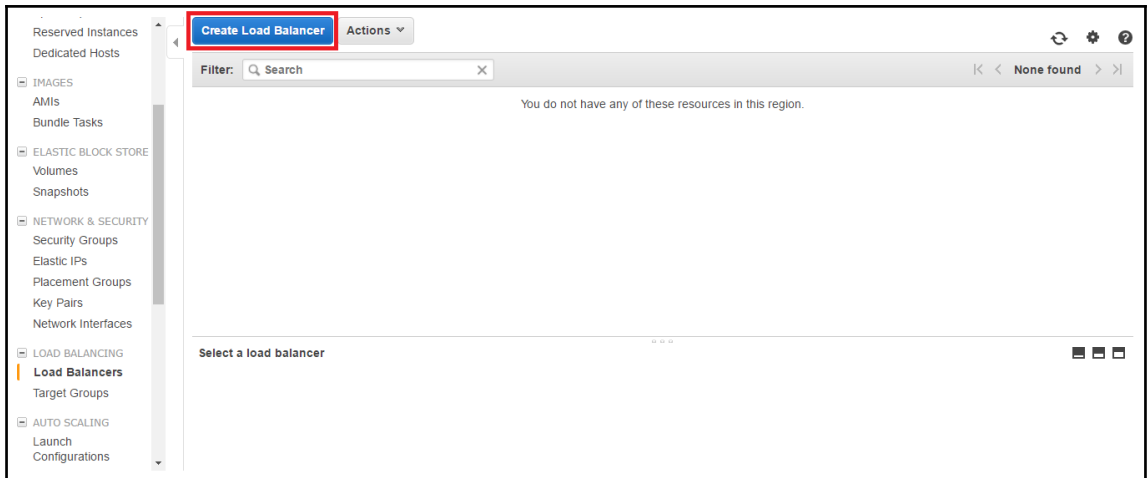 Reserved Instances
Dedicated Hosts
IMAGES
AMIs
Bundle Tasks
ELASTIC BLOCK STORE
Volumes
Snapshots
NETWORK & SECURITY
Security Groups
Elastic IPs
Placement Groups
Key Pairs
Network Interfaces
LOAD BALANCING
Load Balancers
Target Groups
AUTO SCALING
Launch
Configurations
Create Load Balancer Actions
Filter: Search None found
You do not have any of these resources in this region.
Select a load balancer